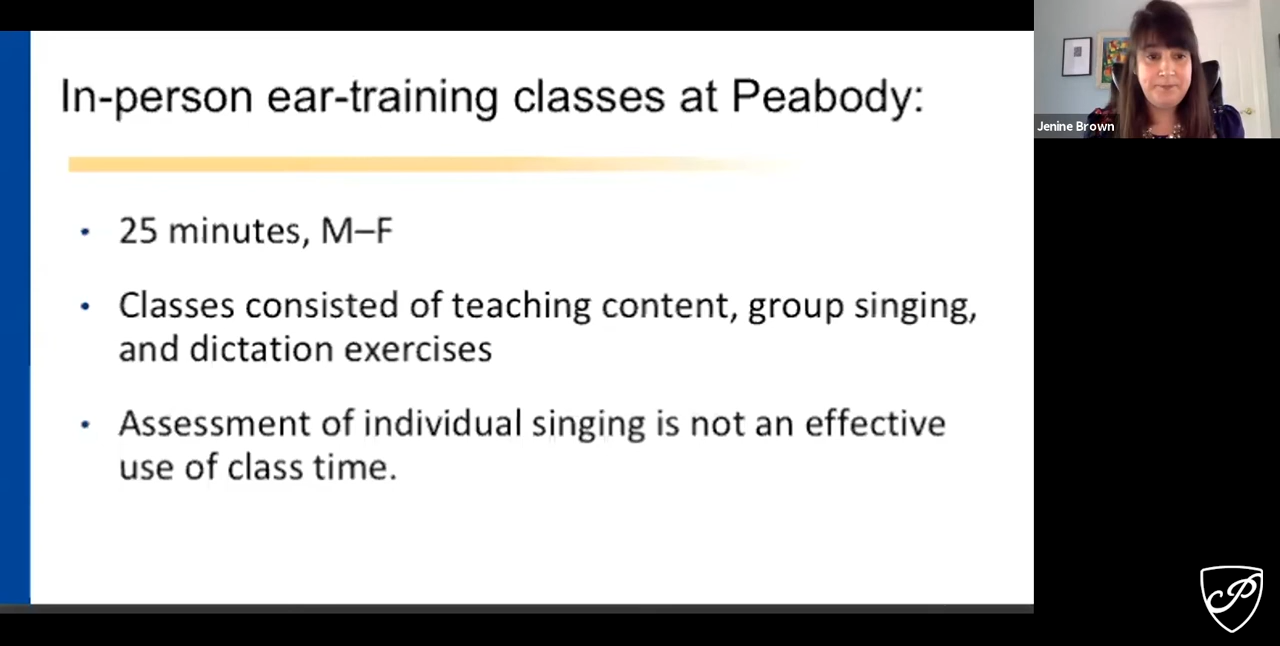 In-person ear-training classes at Peabody:
• 25 minutes, M–F
• Classes consisted of teaching content, group singing,
and dictation exercises
• Assessment of individual singing is not an effective
use of class time.
Jenine Brown
P